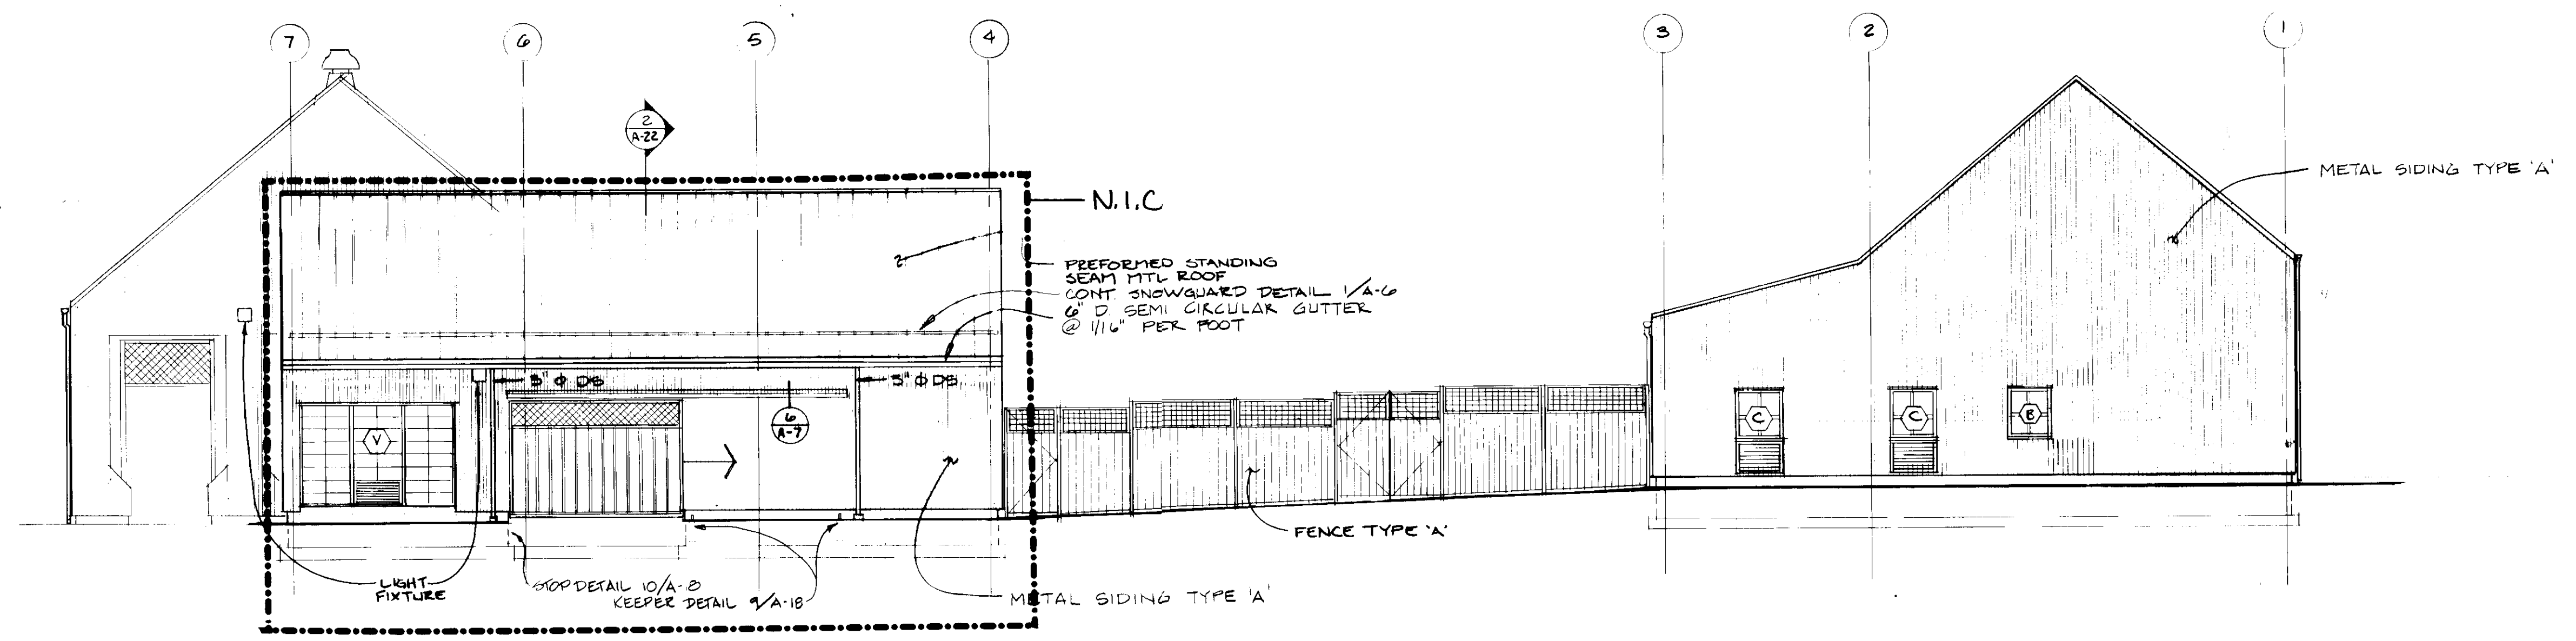 7
6
5
4
3
2
1
2
A-22
N.I.C
METAL SIDING TYPE 'A'
PREFORMED STANDING
SEAM MTL ROOF
CONT. SNOWGUARD DETAIL 1/A-6
6" D. SEMI CIRCULAR GUTTER
@ 1/16" PER FOOT
3" Φ DS
3" Φ DS
V
6
A-7
C
C
B
FENCE TYPE 'A'
LIGHT
FIXTURE
STOP DETAIL 10/A-18
KEEPER DETAIL 9/A-18
METAL SIDING TYPE 'A'